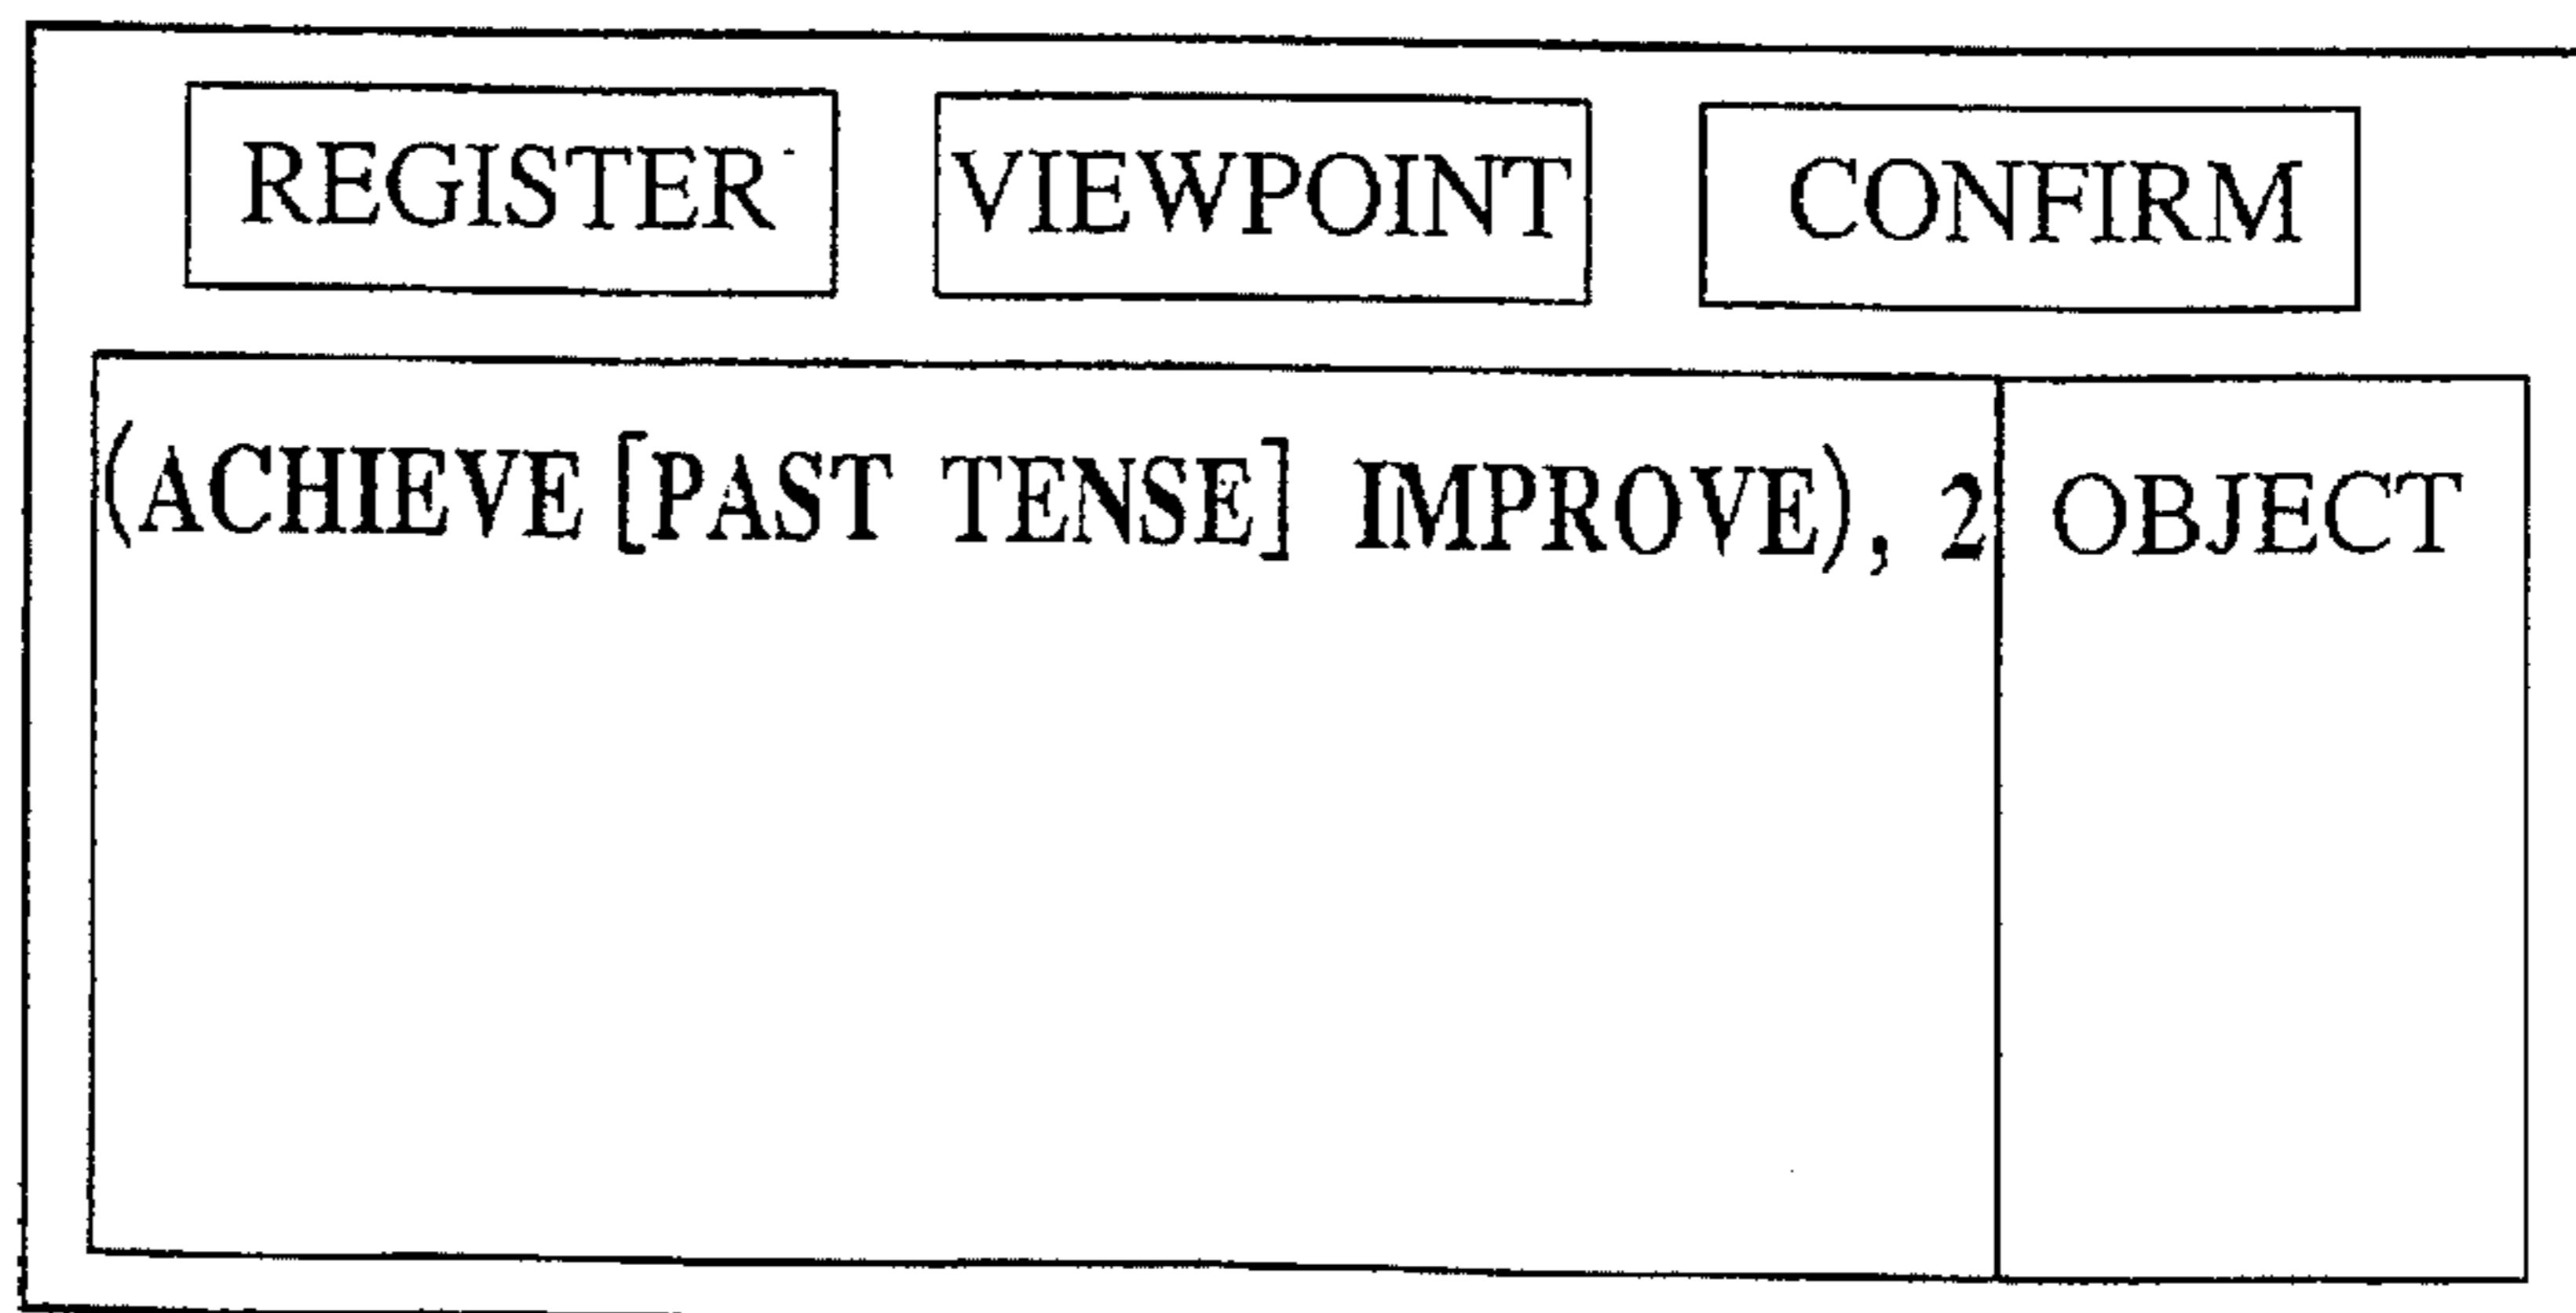 REGISTER VIEWPOINT CONFIRM
(ACHIEVE [PAST TENSE] IMPROVE), 2 OBJECT